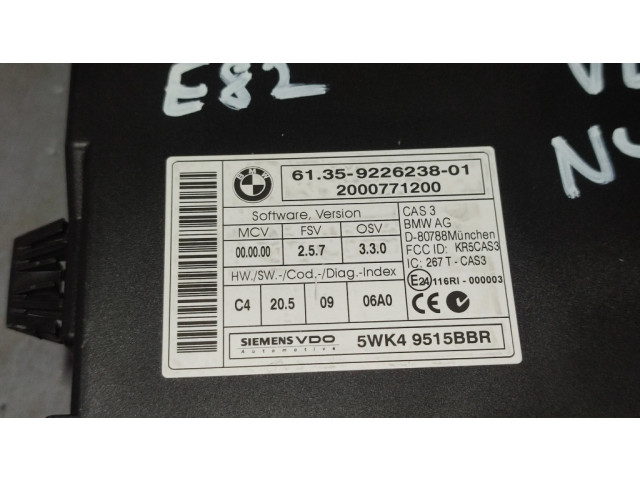 E82
BMW
61.35-9226238-01
2000771200
Software, Version
MCV FSV OSV
00.00.00 2.5.7 3.3.0
HW./SW.-/Cod.-/Diag.-Index
C4 20.5 09 06A0
CAS 3
BMW AG
D-80788München
FCC ID: KR5CAS3
IC: 267 T - CAS3
E24 116RI - 000003
SIEMENS VDO
Automotive
5WK4 9515BBR